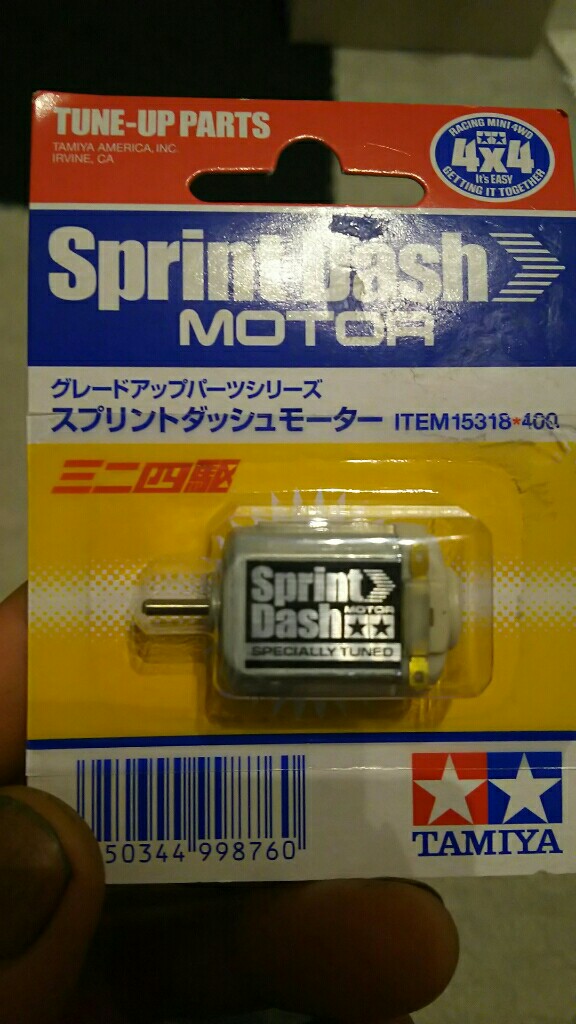 TUNE-UP PARTS
TAMIYA AMERICA, INC.
IRVINE, CA
RACING MINI 4WD
4x4
It's EASY
GETTING IT TOGETHER
Sprint Dash
MOTOR
グレードアップパーツシリーズ
スプリントダッシュモーター ITEM15318*400
ミニ四駆
Sprint
Dash
MOTOR
SPECIALLY TUNED
50344 998760
TAMIYA